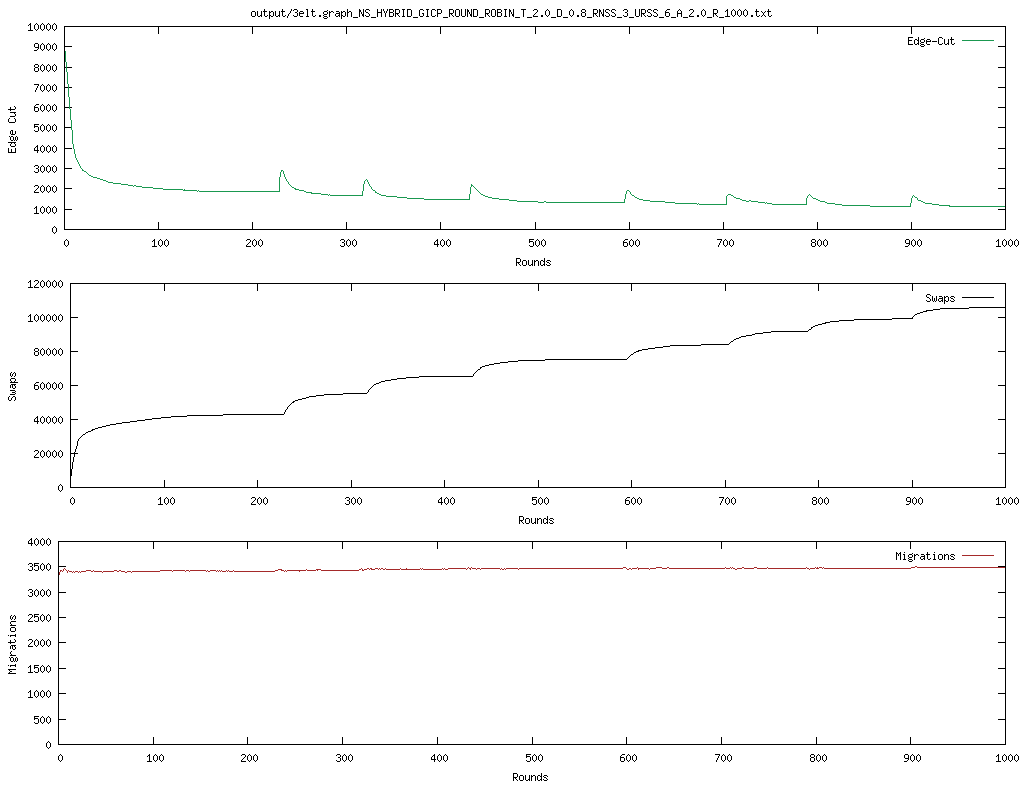 output/3elt.graph_NS_HYBRID_GICP_ROUND_ROBIN_T_2.0_D_0.8_RNSS_3_URSS_6_A_2.0_R_1000.txt
10000
9000
8000
7000
6000
5000
4000
3000
2000
1000
0
Edge Cut
Edge-Cut
0 100 200 300 400 500 600 700 800 900 1000
Rounds
120000
100000
80000
60000
40000
20000
0
Swaps
Swaps
0 100 200 300 400 500 600 700 800 900 1000
Rounds
4000
3500
3000
2500
2000
1500
1000
500
0
Migrations
Migrations
0 100 200 300 400 500 600 700 800 900 1000
Rounds